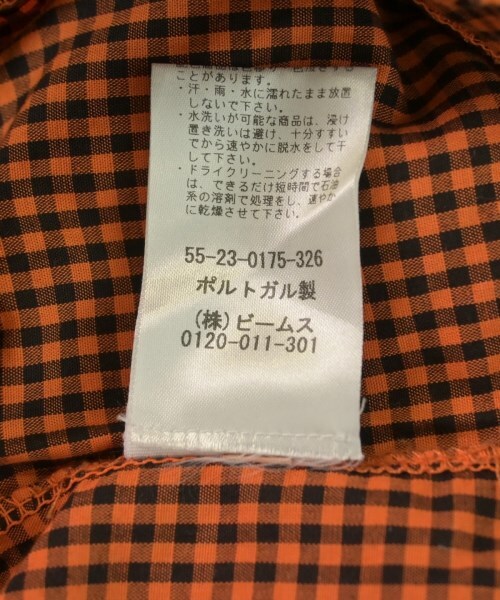 ことがあります。
・汗・雨・水に濡れたまま放置
しないで下さい。
・水洗いが可能な商品は、浸け
置き洗いは避け、十分すすい
でから速やかに脱水をして干
して下さい。
・ドライクリーニングする場合
は、できるだけ短時間で石油
系の溶剤で処理をし、速やか
に乾燥させて下さい。
55-23-0175-326
ポルトガル製
(株)ビームス
0120-011-301